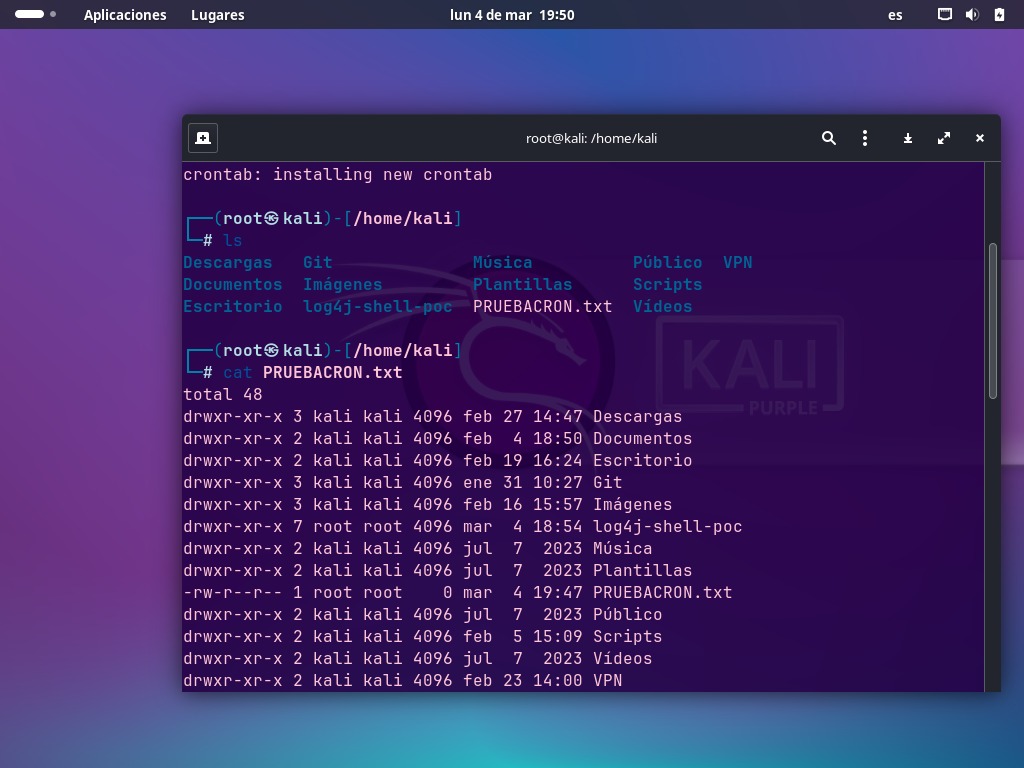 Aplicaciones Lugares lun 4 de mar 19:50 es
root@kali: /home/kali
crontab: installing new crontab
┌──(root㉿kali)-[/home/kali]
└─# ls
Descargas Git Música Público VPN
Documentos Imágenes Plantillas Scripts
Escritorio log4j-shell-poc PRUEBACRON.txt Vídeos
┌──(root㉿kali)-[/home/kali]
└─# cat PRUEBACRON.txt
total 48
drwxr-xr-x 3 kali kali 4096 feb 27 14:47 Descargas
drwxr-xr-x 2 kali kali 4096 feb  4 18:50 Documentos
drwxr-xr-x 2 kali kali 4096 feb 19 16:24 Escritorio
drwxr-xr-x 3 kali kali 4096 ene 31 10:27 Git
drwxr-xr-x 3 kali kali 4096 feb 16 15:57 Imágenes
drwxr-xr-x 7 root root 4096 mar  4 18:54 log4j-shell-poc
drwxr-xr-x 2 kali kali 4096 jul  7  2023 Música
drwxr-xr-x 2 kali kali 4096 jul  7  2023 Plantillas
-rw-r--r-- 1 root root    0 mar  4 19:47 PRUEBACRON.txt
drwxr-xr-x 2 kali kali 4096 jul  7  2023 Público
drwxr-xr-x 2 kali kali 4096 feb  5 15:09 Scripts
drwxr-xr-x 2 kali kali 4096 jul  7  2023 Vídeos
drwxr-xr-x 2 kali kali 4096 feb 23 14:00 VPN
KALI
PURPLE